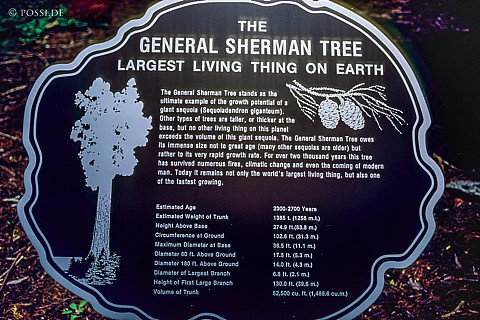 © POSSI.DE
THE
GENERAL SHERMAN TREE
LARGEST LIVING THING ON EARTH
The General Sherman Tree stands as the
ultimate example of the growth potential of a
giant sequoia (Sequoiadendron giganteum).
Other types of trees are taller, or thicker at the
base, but no other living thing on this planet
exceeds the volume of this giant sequoia. The General Sherman Tree owes
its immense size not to great age (many other sequoias are older) but
rather to its very rapid growth rate. For over two thousand years this tree
has survived numerous fires, climatic change and even the coming of modern
man. Today it remains not only the world's largest living thing, but also one
of the fastest growing.
Estimated Age 2300-2700 Years
Estimated Weight of Trunk 1385 t. (1256 m.t.)
Height Above Base 274.9 ft.(83.8 m.)
Circumference at Ground 102.6 ft. (31.3 m.)
Maximum Diameter at Base 36.5 ft. (11.1 m.)
Diameter 60 ft. Above Ground 17.5 ft. (5.3 m.)
Diameter 180 ft. Above Ground 14.0 ft. (4.3 m.)
Diameter of Largest Branch 6.8 ft. (2.1 m.)
Height of First Large Branch 130.0 ft. (39.6 m.)
Volume of Trunk 52,500 cu. ft. (1,486.6 cu.m.)